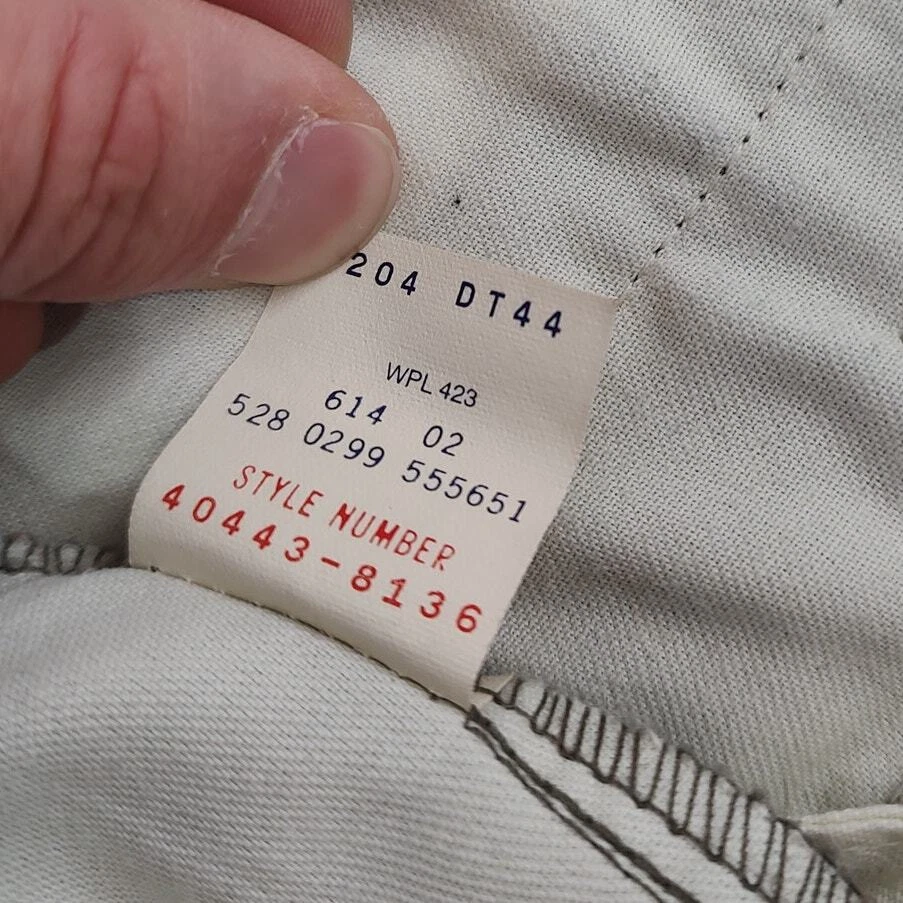 204 DT44
WPL 423
614 02
528 0299 555651
STYLE NUMBER
40443-8136